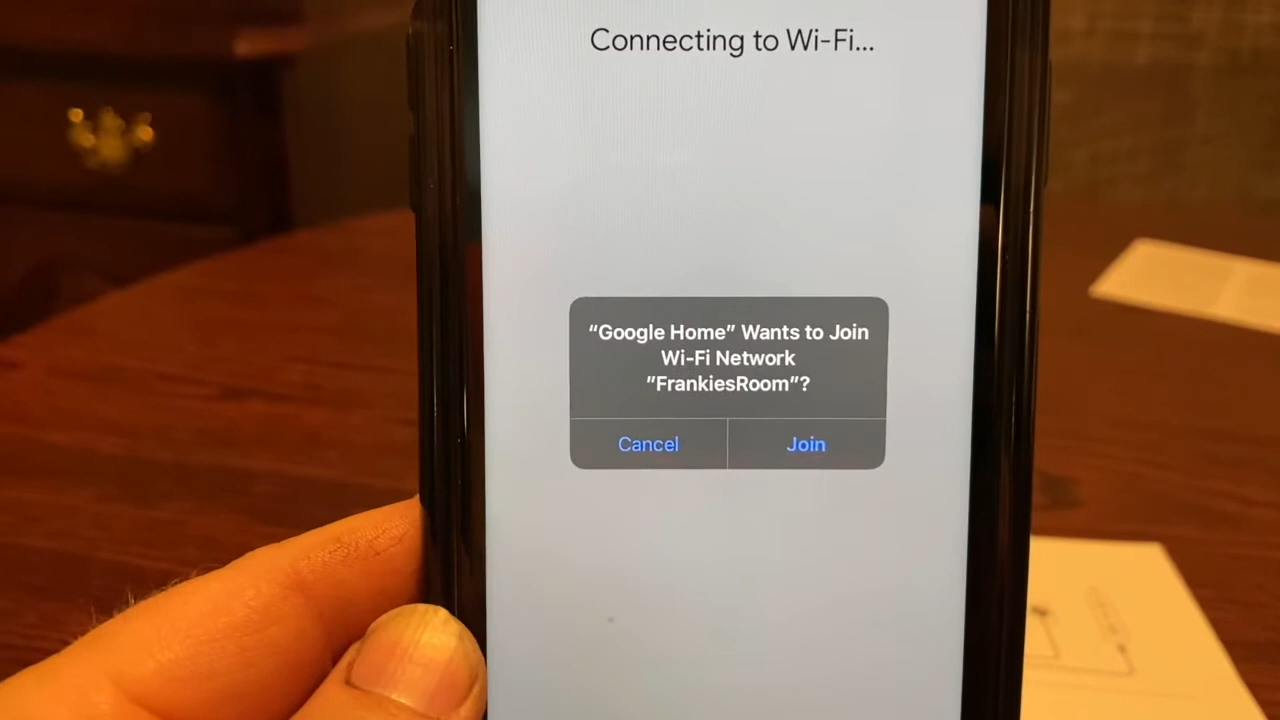 Connecting to Wi-Fi...
“Google Home” Wants to Join
Wi-Fi Network
"FrankiesRoom"?
Cancel
Join